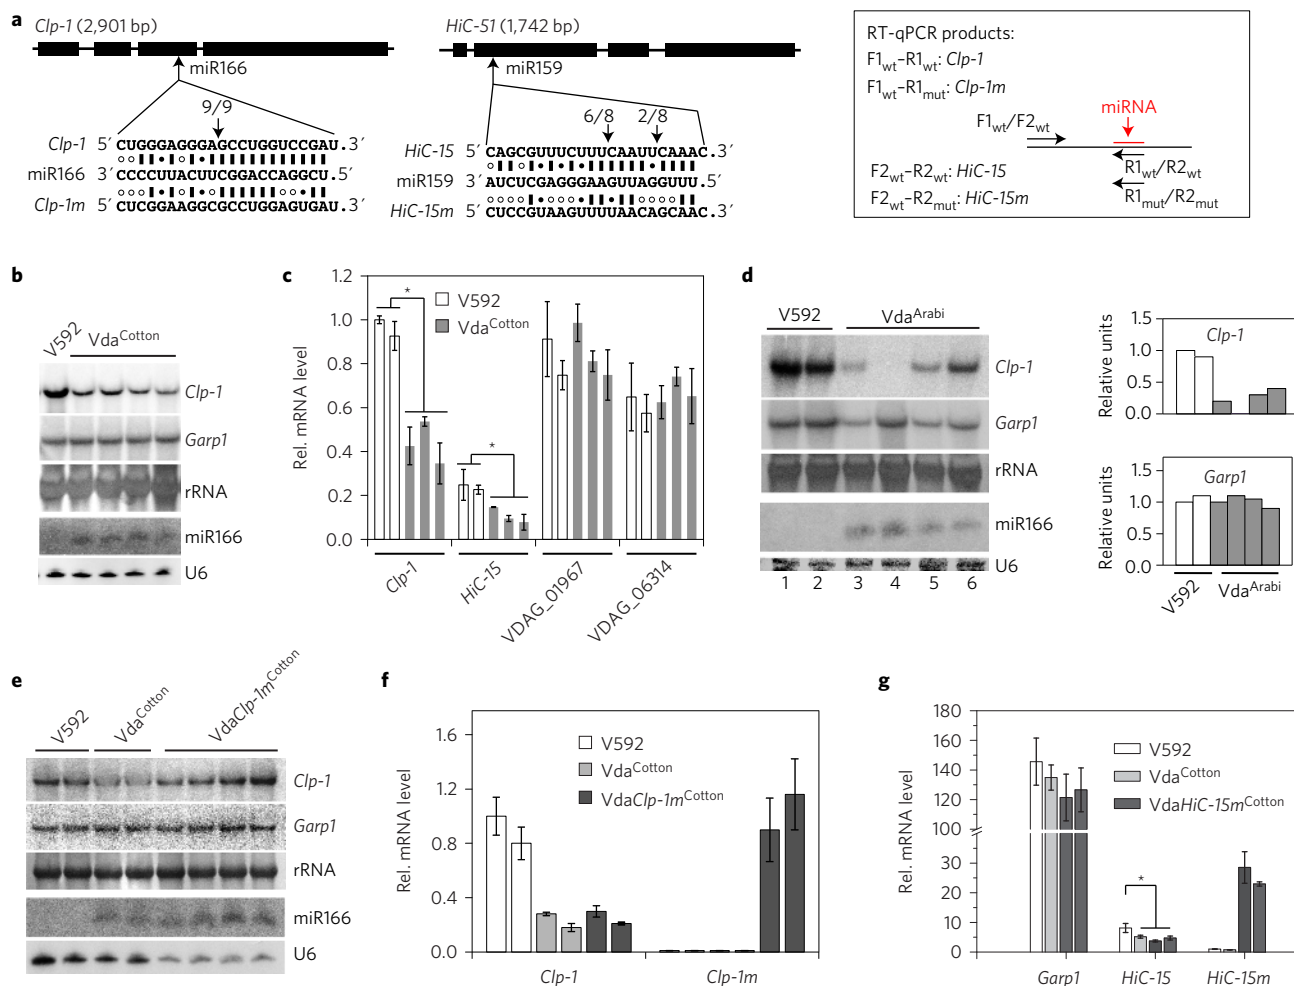 a
Clp-1 (2,901 bp)
miR166
9/9
Clp-1 5′ CUGGGAGGGAGCCUGGUCCGAU.3′
miR166 3′ CCCCUUACUUCGGACCAGGCU.5′
Clp-1m 5′ CUCGGAAGGCGCCUGGAGUGAU.3′
HiC-51 (1,742 bp)
miR159
6/8 2/8
HiC-15 5′ CAGCGUUUCUUUCAAUUCAAAC.3′
miR159 3′ AUCUCGAGGGAAGUUAGGUUU.5′
HiC-15m 5′ CUCCGUAAGUUUUAACAGCAAC.3′
RT-qPCR products:
F1wt–R1wt: Clp-1
F1wt–R1mut: Clp-1m
miRNA
F1wt/F2wt
R1wt/R2wt
F2wt–R2wt: HiC-15
R1mut/R2mut
F2wt–R2mut: HiC-15m
b
V592 VdaCotton
Clp-1
Garp1
rRNA
miR166
U6
c
Rel. mRNA level
1.2
1.0
0.8
0.6
0.4
0.2
0.0
*
V592
VdaCotton
*
Clp-1
HiC-15
VDAG_01967
VDAG_06314
d
V592 VdaArabi
Clp-1
Garp1
rRNA
miR166
U6
1 2 3 4 5 6
Relative units
1.5
1.0
0.5
0.0
Clp-1
Relative units
1.5
1.0
0.5
0.0
Garp1
V592 VdaArabi
e
V592 VdaCotton VdaClp-1mCotton
Clp-1
Garp1
rRNA
miR166
U6
f
Rel. mRNA level
1.6
1.2
0.8
0.4
0
V592
VdaCotton
VdaClp-1mCotton
Clp-1 Clp-1m
g
Rel. mRNA level
180
160
140
120
100
30
20
10
0
V592
VdaCotton
VdaHiC-15mCotton
*
Garp1 HiC-15 HiC-15m